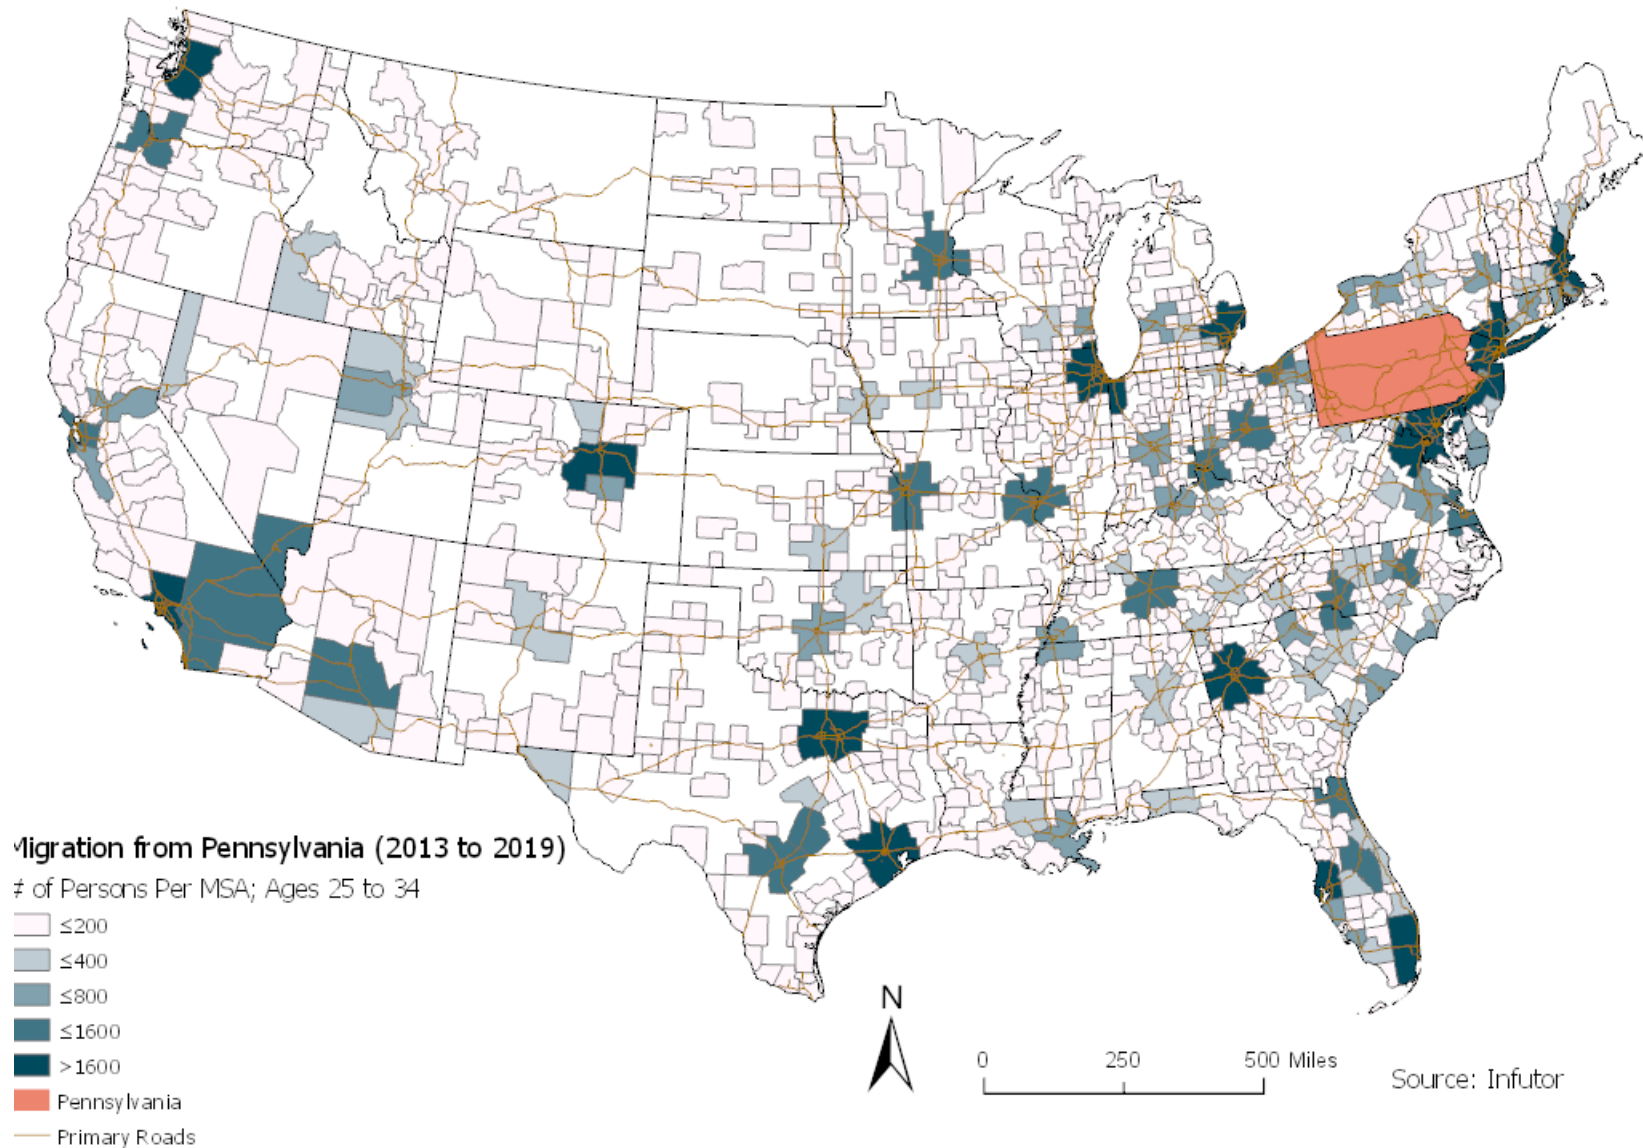 Migration from Pennsylvania (2013 to 2019)
# of Persons Per MSA; Ages 25 to 34
≤200
≤400
≤800
≤1600
>1600
Pennsylvania
Primary Roads
N
0 250 500 Miles
Source: Infutor